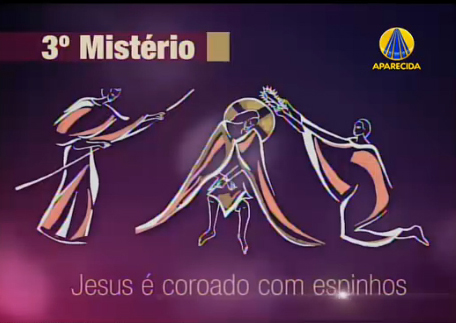 3º Mistério
APARECIDA
Jesus é coroado com espinhos